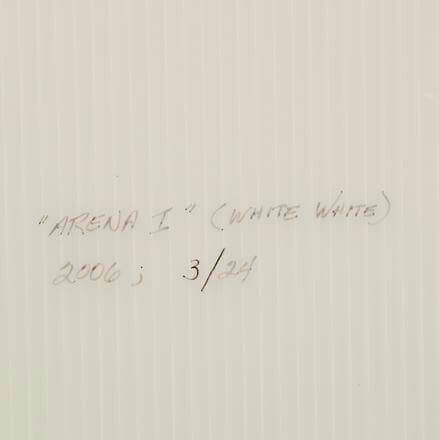 "ARENA I" (WHITE WHITE)
2006; 3/24